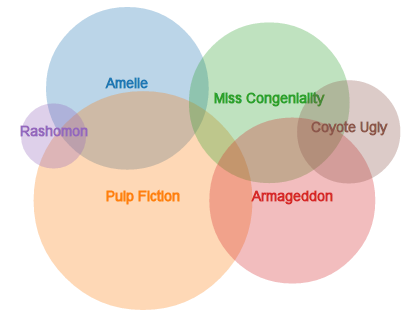 Amelie
Miss Congeniality
Coyote Ugly
Rashomon
Pulp Fiction
Armageddon